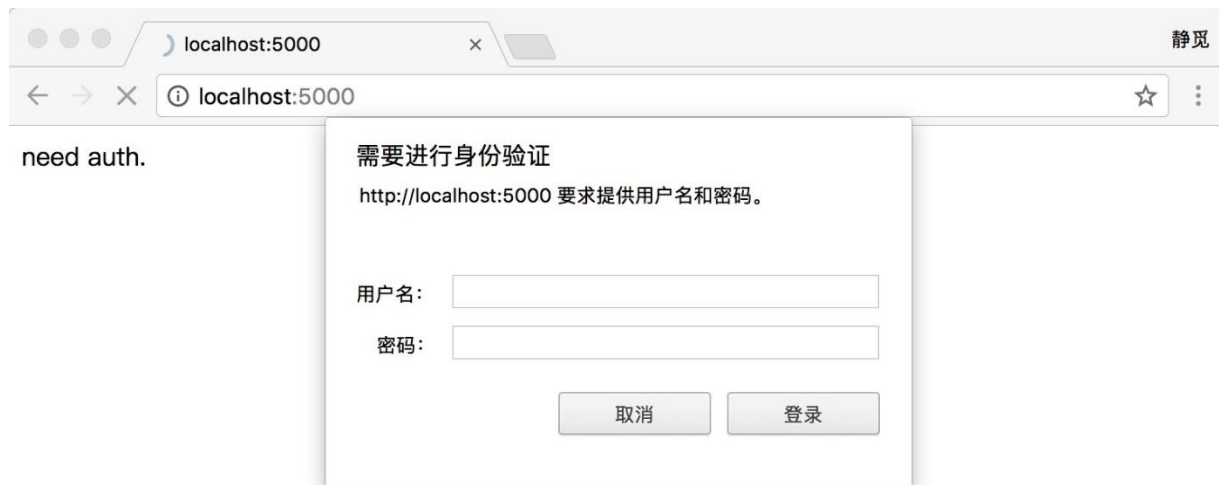 localhost:5000
静觅
localhost:5000
need auth.
需要进行身份验证
http://localhost:5000 要求提供用户名和密码。
用户名：
密码：
取消
登录